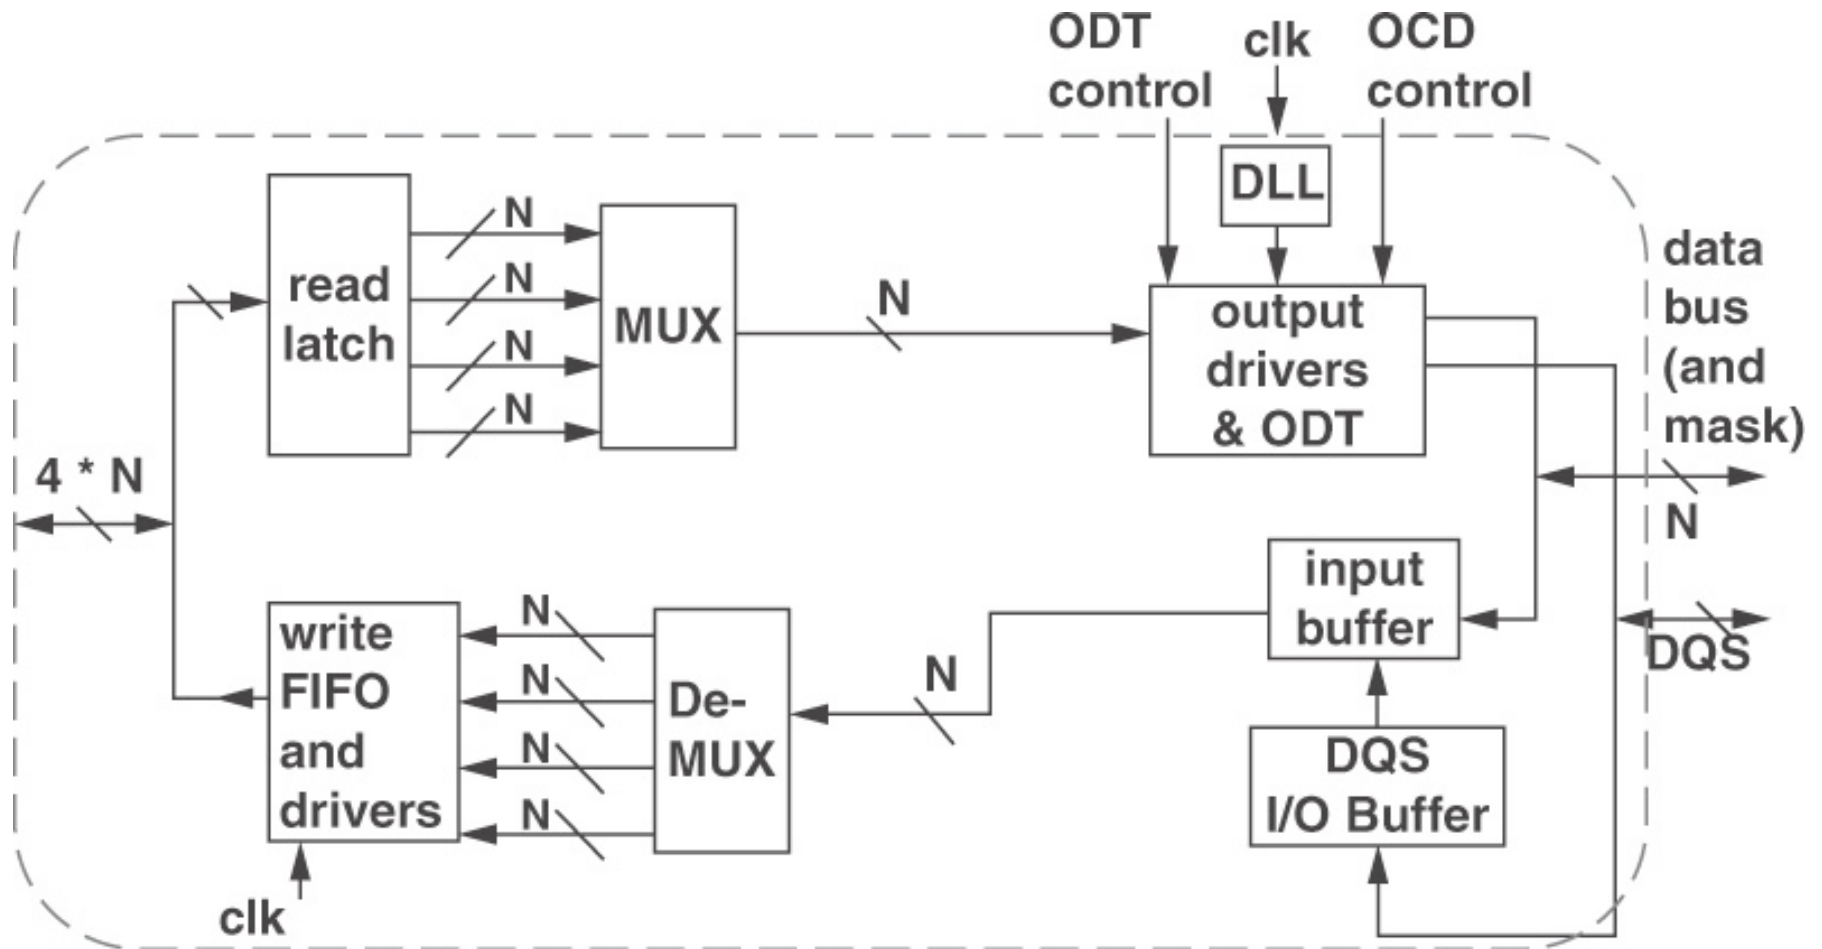 ODT
control
clk
OCD
control
DLL
read
latch
N
N
N
N
MUX
N
output
drivers
& ODT
data
bus
(and
mask)
N
4 * N
input
buffer
DQS
write
FIFO
and
drivers
N
N
N
N
De-
MUX
N
DQS
I/O Buffer
clk